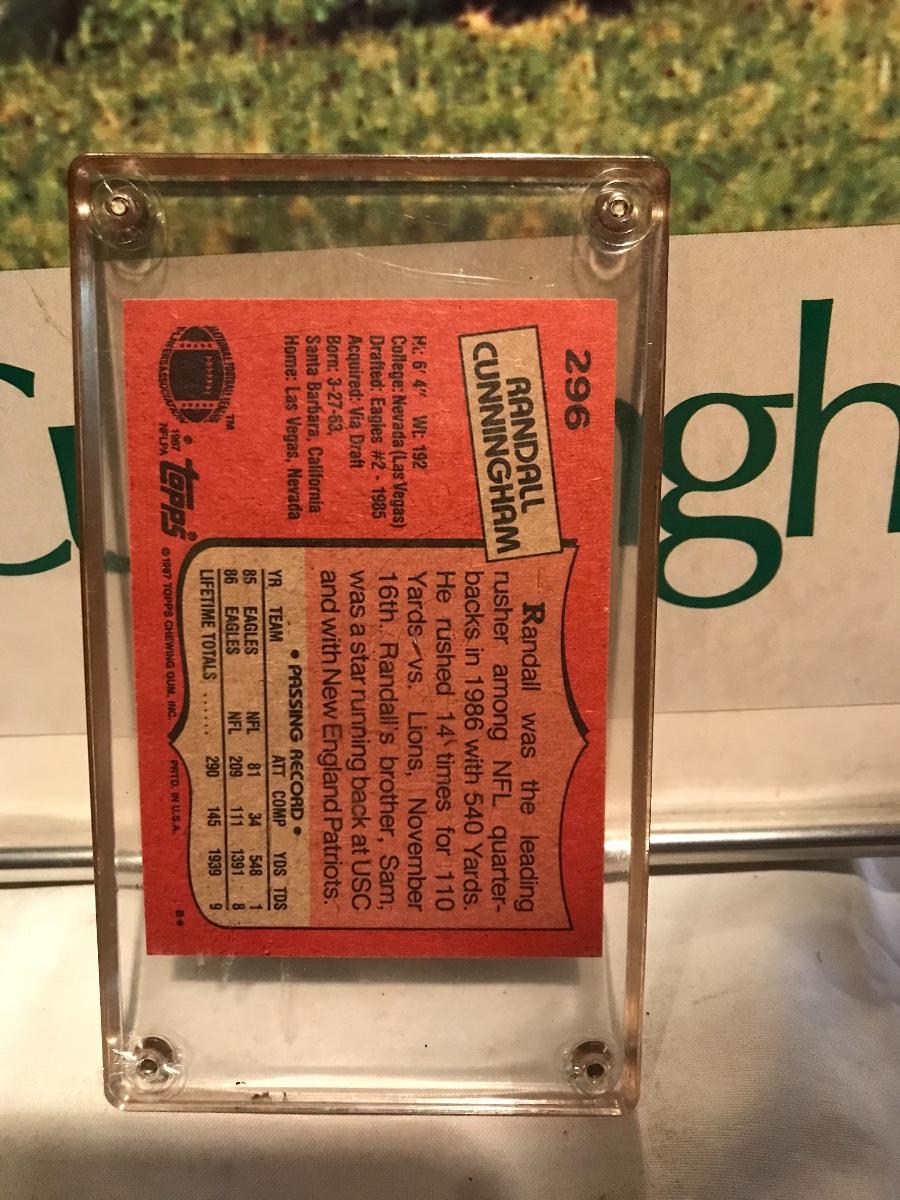 296
RANDALL
CUNNINGHAM
Ht: 6' 4" Wt: 192
College: Nevada (Las Vegas)
Drafted: Eagles #2 - 1985
Acquired: Via Draft
Born: 3-27-63,
Santa Barbara, California
Home: Las Vegas, Nevada
Randall was the leading
rusher among NFL quarter-
backs in 1986 with 540 Yards.
He rushed 14 times for 110
Yards vs. Lions, November
16th. Randall's brother, Sam,
was a star running back at USC
and with New England Patriots.
• PASSING RECORD •
YR TEAM ATT COMP YDS TDS
85 EAGLES NFL 81 34 548 1
86 EAGLES NFL 209 111 1391 8
LIFETIME TOTALS ...... 290 145 1939 9
TM
© 1987
NFLPA
topps®
© 1987 TOPPS CHEWING GUM, INC. PRTD. IN U.S.A. B*
gh